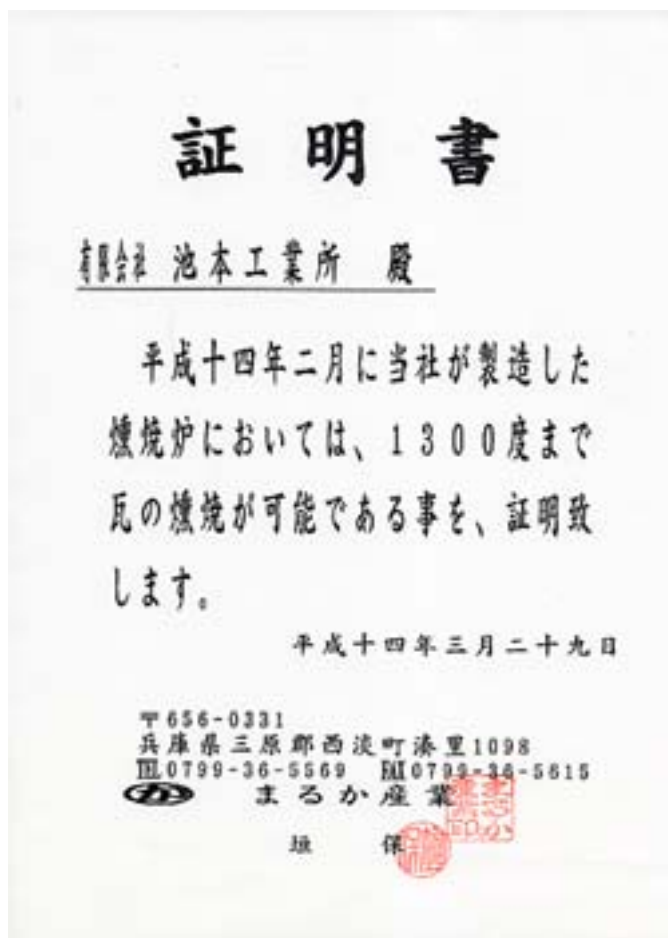 証明書
有限会社 池本工業所 殿
平成十四年二月に当社が製造した
燻焼炉においては、1300度まで
瓦の燻焼が可能である事を、証明致
します。
平成十四年三月二十九日
〒656-0331
兵庫県三原郡西淡町湊里1098
TEL0799-36-5569 FAX0799-36-5615
まるか産業
垣 保